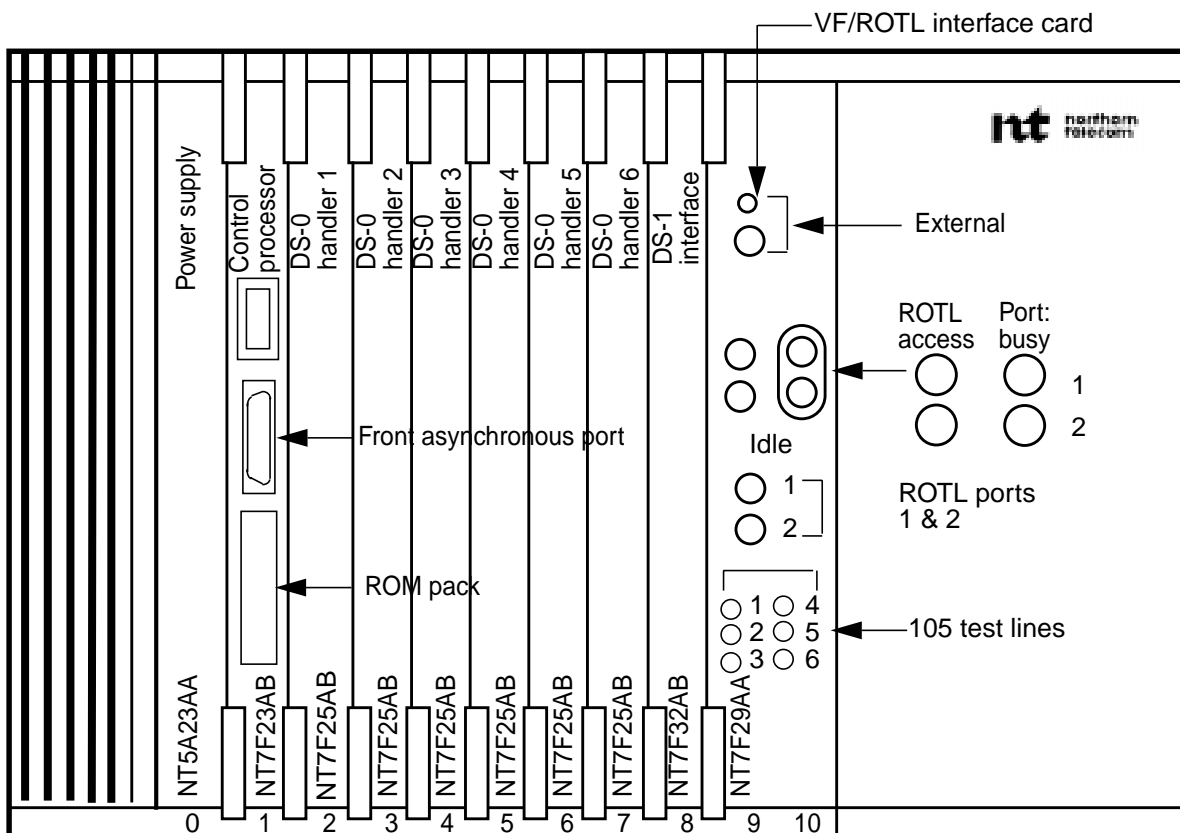 VF/ROTL interface card
nt northern
telecom
Power supply
Control
processor
DS-0
handler 1
DS-0
handler 2
DS-0
handler 3
DS-0
handler 4
DS-0
handler 5
DS-0
handler 6
DS-1
interface
External
ROTL
access
Port:
busy
1
2
Front asynchronous port
Idle
1
2
ROTL ports
1 & 2
ROM pack
1 4
2 5
3 6
105 test lines
NT5A23AA
NT7F23AB
NT7F25AB
NT7F25AB
NT7F25AB
NT7F25AB
NT7F25AB
NT7F25AB
NT7F32AB
NT7F29AA
0 1 2 3 4 5 6 7 8 9 10